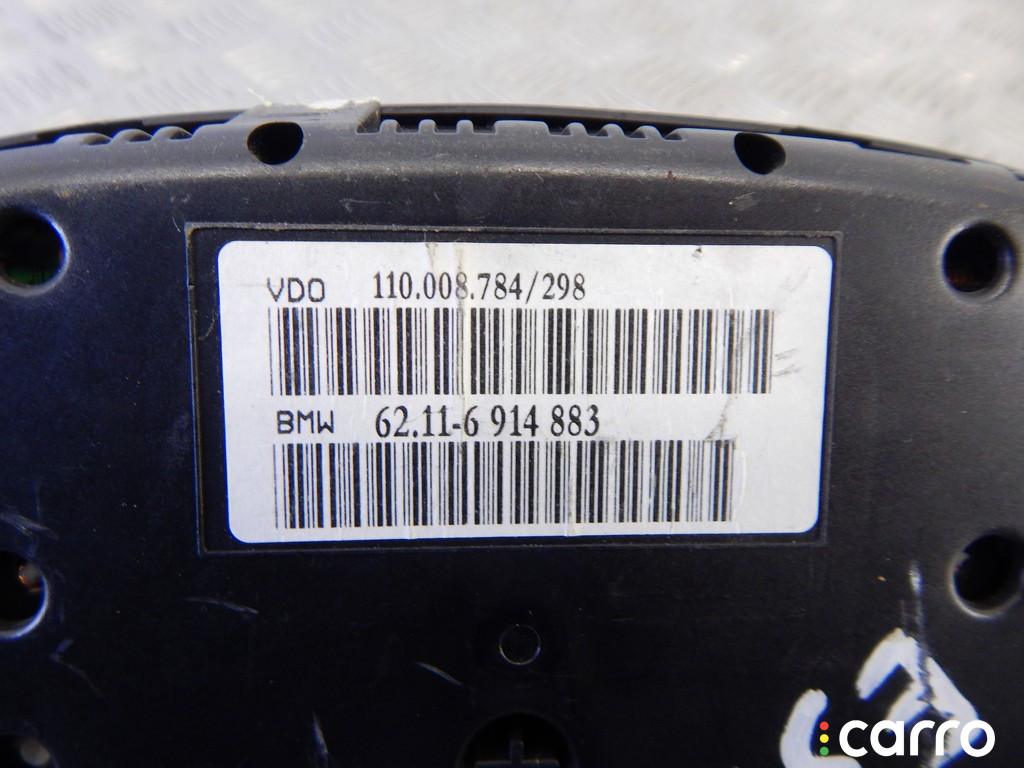 VDO 110.008.784/298
BMW 62.11-6 914 883
carro